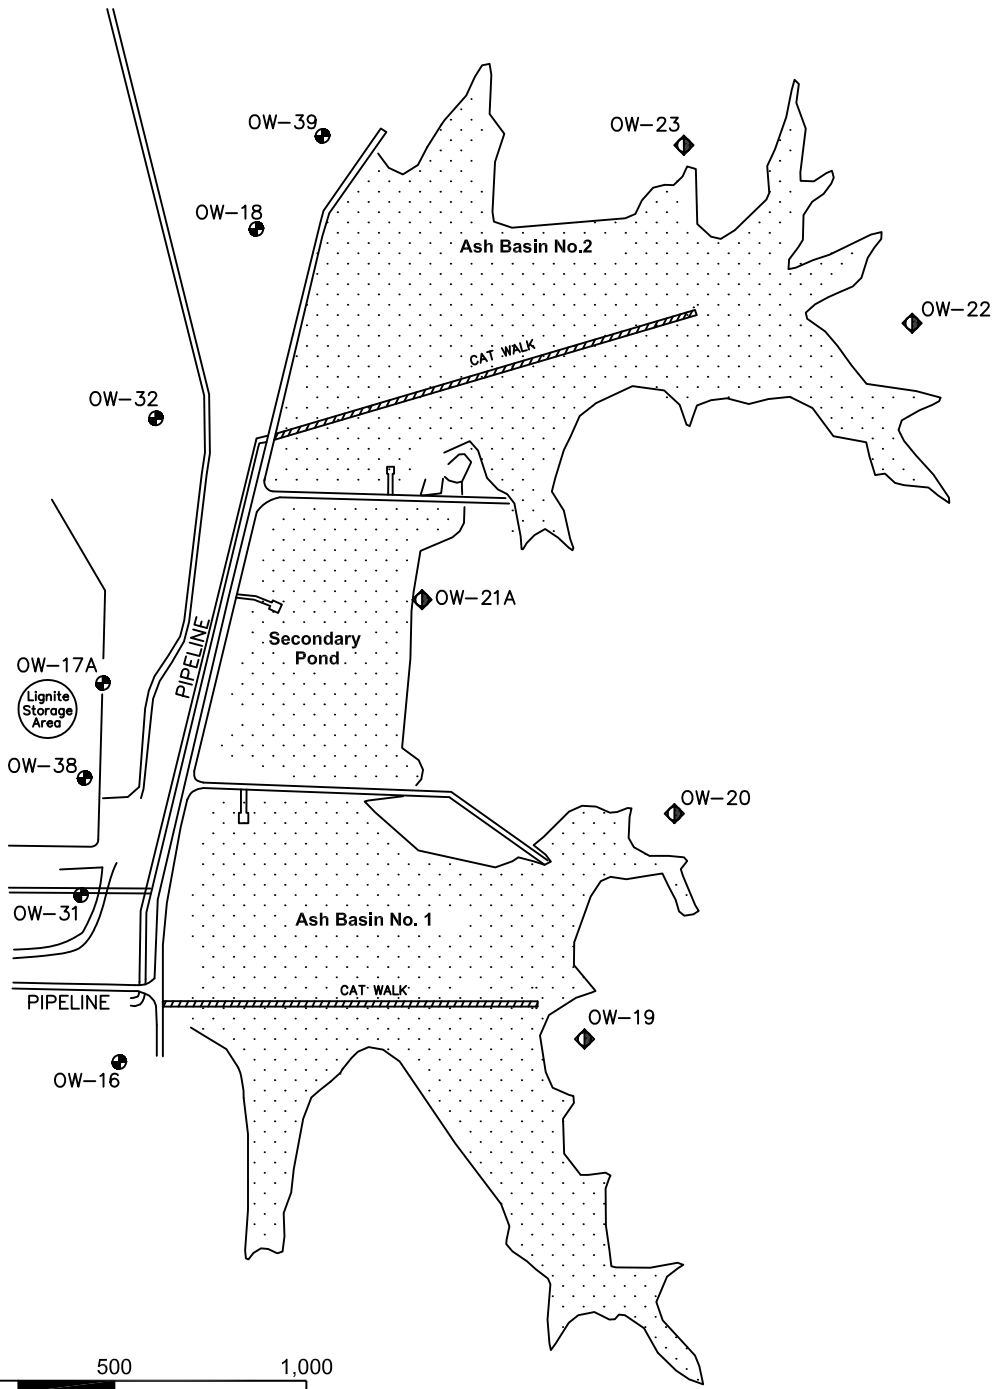 OW-39
OW-23
OW-18
Ash Basin No.2
OW-22
CAT WALK
OW-32
OW-21A
PIPELINE
Secondary
Pond
OW-17A
Lignite
Storage
Area
OW-38
OW-20
OW-31
Ash Basin No. 1
CAT WALK
PIPELINE
OW-19
OW-16
500
1,000